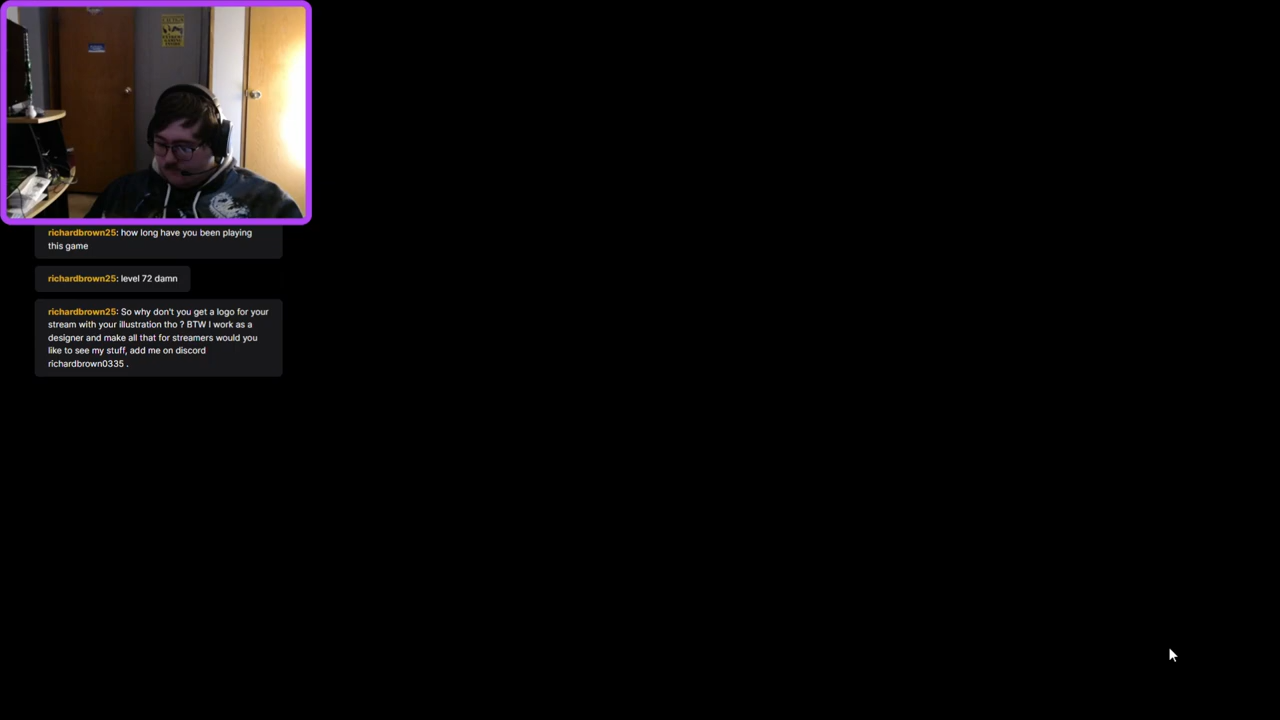 richardbrown25: how long have you been playing
this game
richardbrown25: level 72 damn
richardbrown25: So why don't you get a logo for your
stream with your illustration tho ? BTW I work as a
designer and make all that for streamers would you
like to see my stuff, add me on discord
richardbrown0335 .